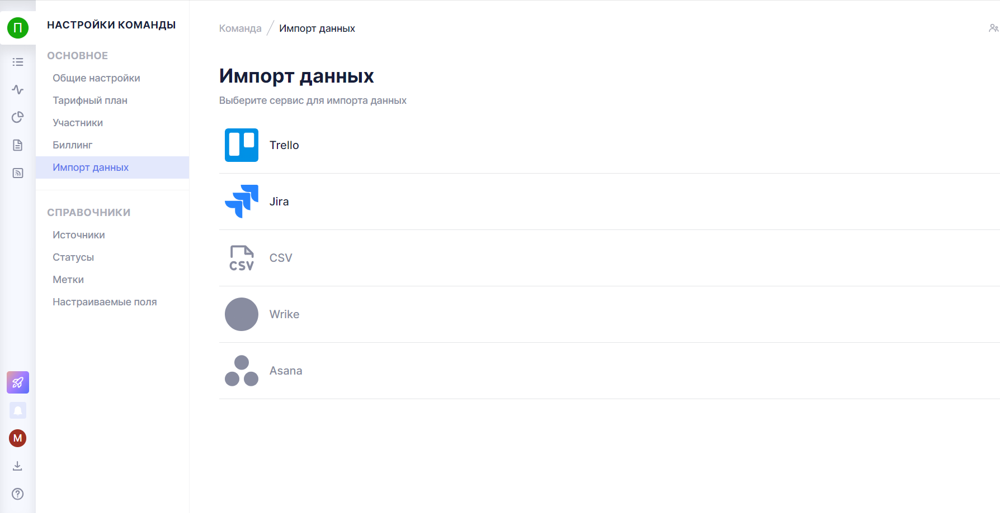 П
НАСТРОЙКИ КОМАНДЫ
ОСНОВНОЕ
Общие настройки
Тарифный план
Участники
Биллинг
Импорт данных
СПРАВОЧНИКИ
Источники
Статусы
Метки
Настраиваемые поля
M
Команда / Импорт данных
Импорт данных
Выберите сервис для импорта данных
Trello
Jira
CSV CSV
Wrike
Asana